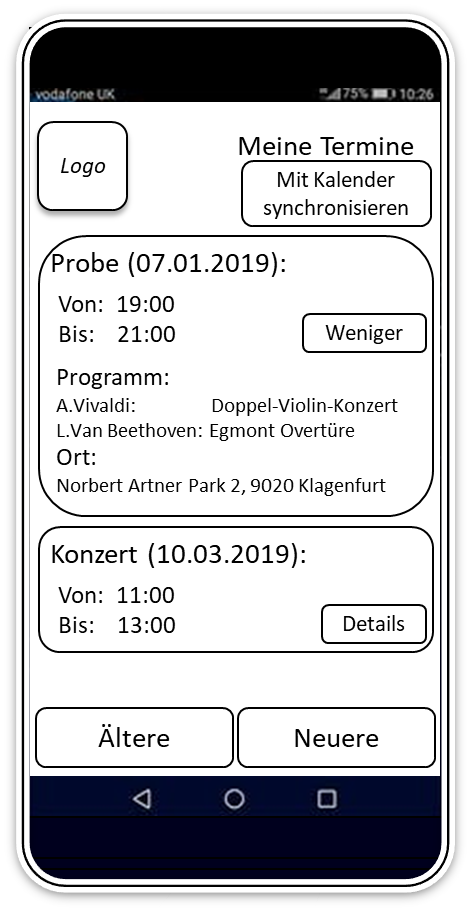 vodafone UK 75% 10:26
Logo
Meine Termine
Mit Kalender
synchronisieren
Probe (07.01.2019):
Von: 19:00
Bis: 21:00
Weniger
Programm:
A.Vivaldi: Doppel-Violin-Konzert
L.Van Beethoven: Egmont Overtüre
Ort:
Norbert Artner Park 2, 9020 Klagenfurt
Konzert (10.03.2019):
Von: 11:00
Bis: 13:00
Details
Ältere Neuere